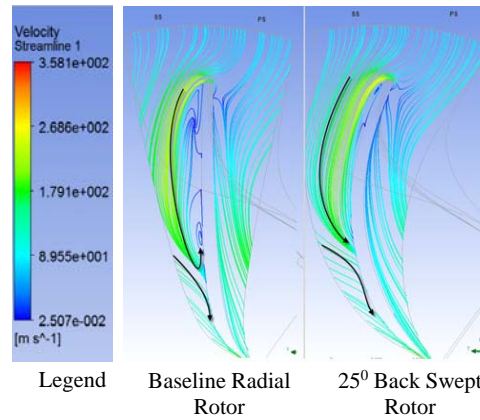 Velocity
Streamline 1
3.581e+002
2.686e+002
1.791e+002
8.955e+001
2.507e-002
[m s^-1]
SS
PS
SS
PS
Legend
Baseline Radial
Rotor
25⁰ Back Swept
Rotor